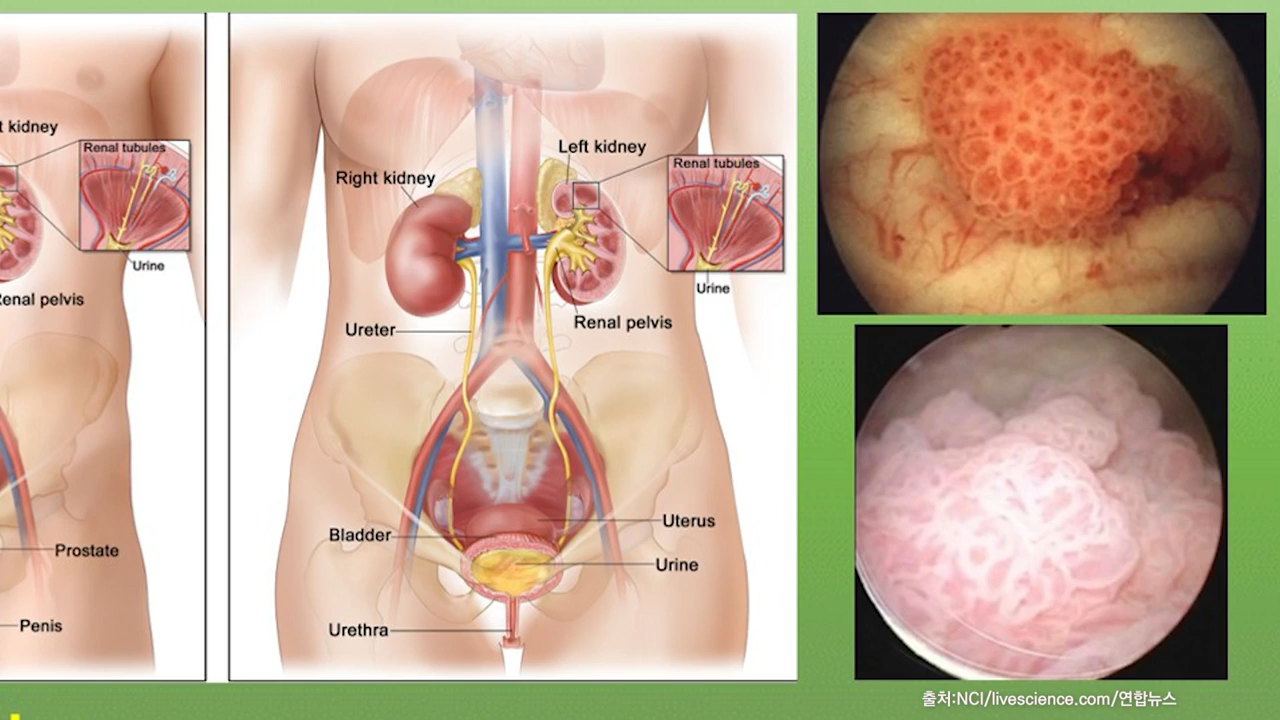 t kidney
Renal tubules
Urine
Renal pelvis
Prostate
Penis
Right kidney
Left kidney
Renal tubules
Urine
Renal pelvis
Ureter
Bladder
Uterus
Urine
Urethra
출처:NCI/livescience.com/연합뉴스